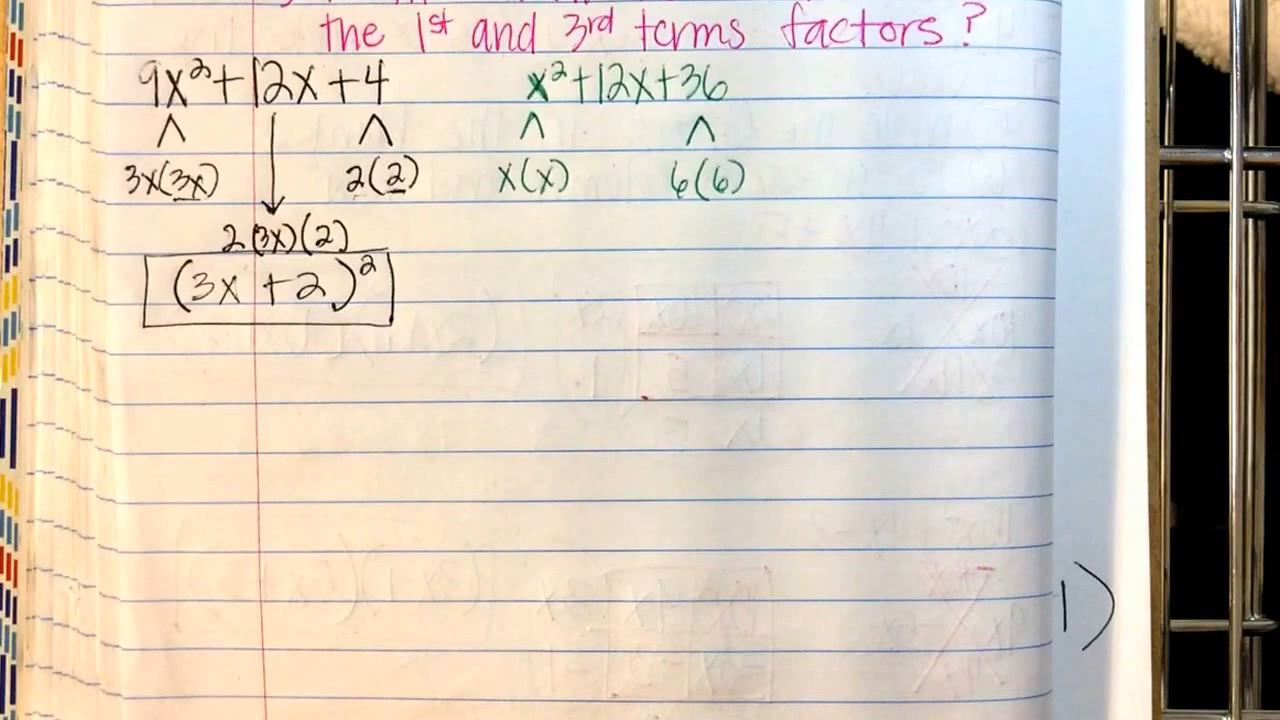 the 1st and 3rd terms factors?
9x²+12x+4
3x(3x) 2(2)
2(3x)(2)
(3x+2)²
x²+12x+36
x(x) 6(6)
1)